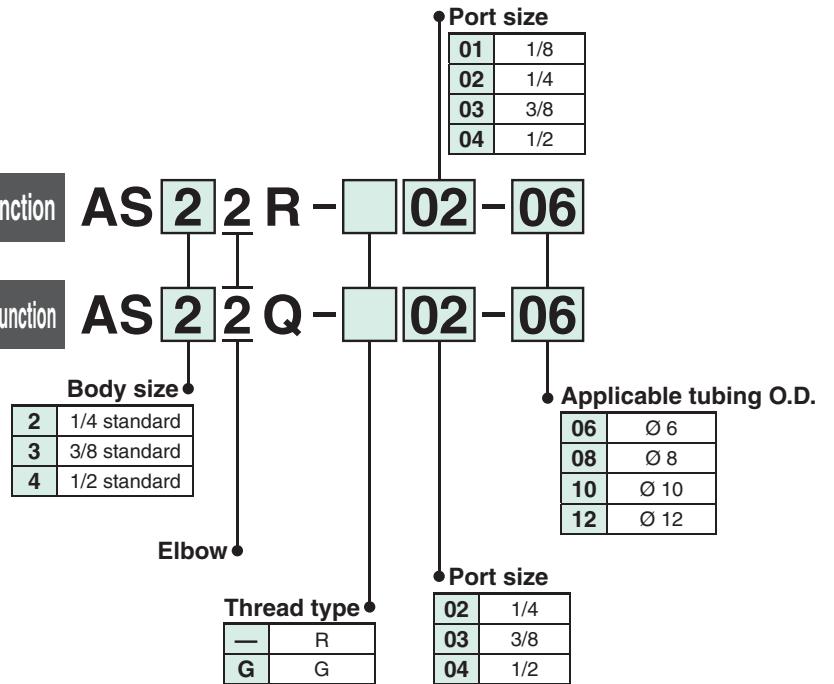 Port size
01 1/8
02 1/4
03 3/8
04 1/2
AS 2 2 R - 02 - 06
AS 2 2 Q - 02 - 06
Body size
2 1/4 standard
3 3/8 standard
4 1/2 standard
Elbow
Thread type
— R
G G
Port size
02 1/4
03 3/8
04 1/2
Applicable tubing O.D.
06 Ø 6
08 Ø 8
10 Ø 10
12 Ø 12